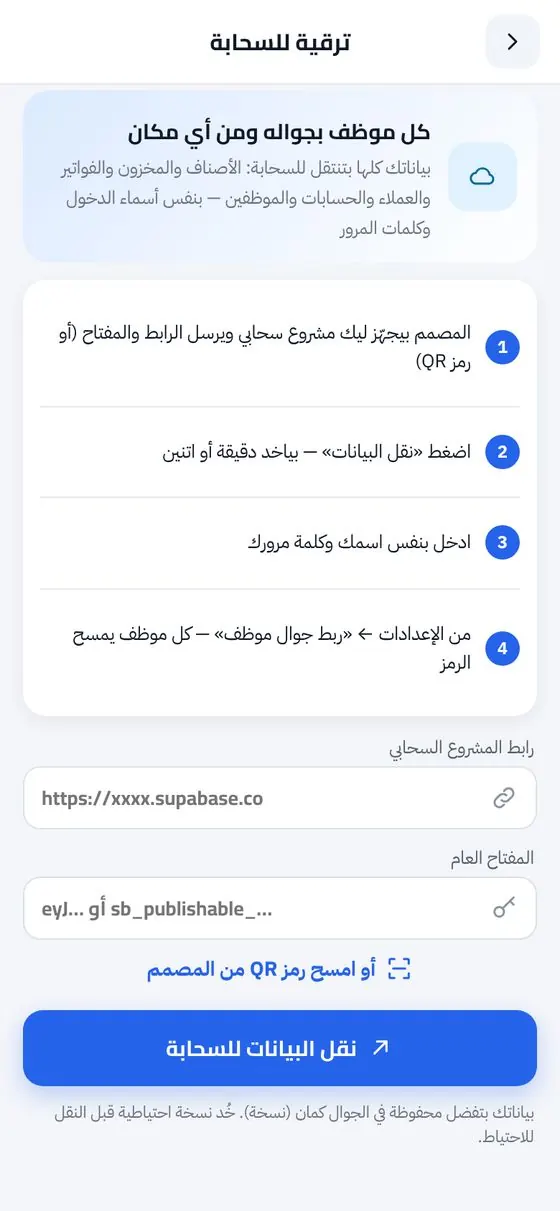 ترقية للسحابة
كل موظف بجواله ومن أي مكان
بياناتك كلها بتنتقل للسحابة: الأصناف والمخزون والفواتير
والعملاء والحسابات والموظفين — بنفس أسماء الدخول
وكلمات المرور
1 المصمم بيجهّز ليك مشروع سحابي ويرسل الرابط والمفتاح (أو
رمز QR)
2 اضغط «نقل البيانات» — بياخد دقيقة أو اتنين
3 ادخل بنفس اسمك وكلمة مرورك
4 من الإعدادات ← «ربط جوال موظف» — كل موظف يمسح
الرمز
رابط المشروع السحابي
https://xxxx.supabase.co
المفتاح العام
eyJ... أو sb_publishable_...
أو امسح رمز QR من المصمم
نقل البيانات للسحابة
بياناتك بتفضل محفوظة في الجوال كمان (نسخة). خُد نسخة احتياطية قبل النقل
للاحتياط.